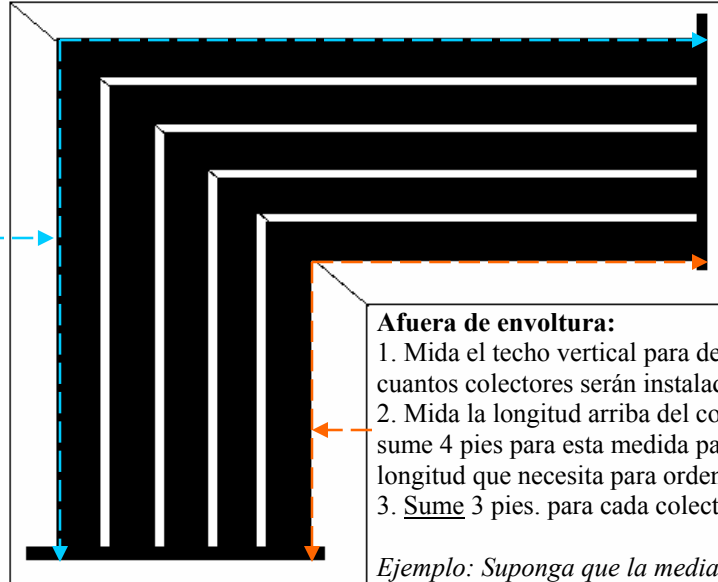 Afuera de envoltura:
1. Mida el techo vertical para de
cuantos colectores serán instalad
2. Mida la longitud arriba del co
sume 4 pies para esta medida pa
longitud que necesita para orden
3. Sume 3 pies. para cada colect
Ejemplo: Suponga que la media